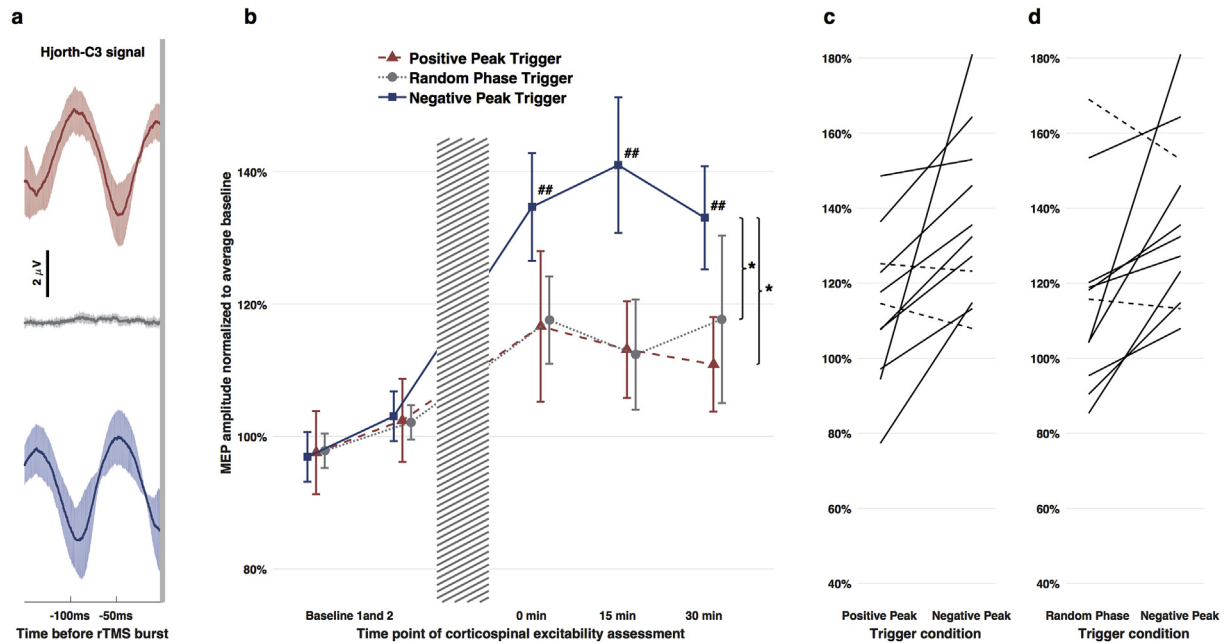 a
b
c
d
Hjorth-C3 signal
2 μV
-100ms -50ms
Time before rTMS burst
Positive Peak Trigger
Random Phase Trigger
Negative Peak Trigger
MEP amplitude normalized to average baseline
140%
120%
100%
80%
##
##
##
*
*
Baseline 1and 2 0 min 15 min 30 min
Time point of corticospinal excitability assessment
180%
160%
140%
120%
100%
80%
60%
40%
Positive Peak Negative Peak
Trigger condition
180%
160%
140%
120%
100%
80%
60%
40%
Random Phase Negative Peak
Trigger condition